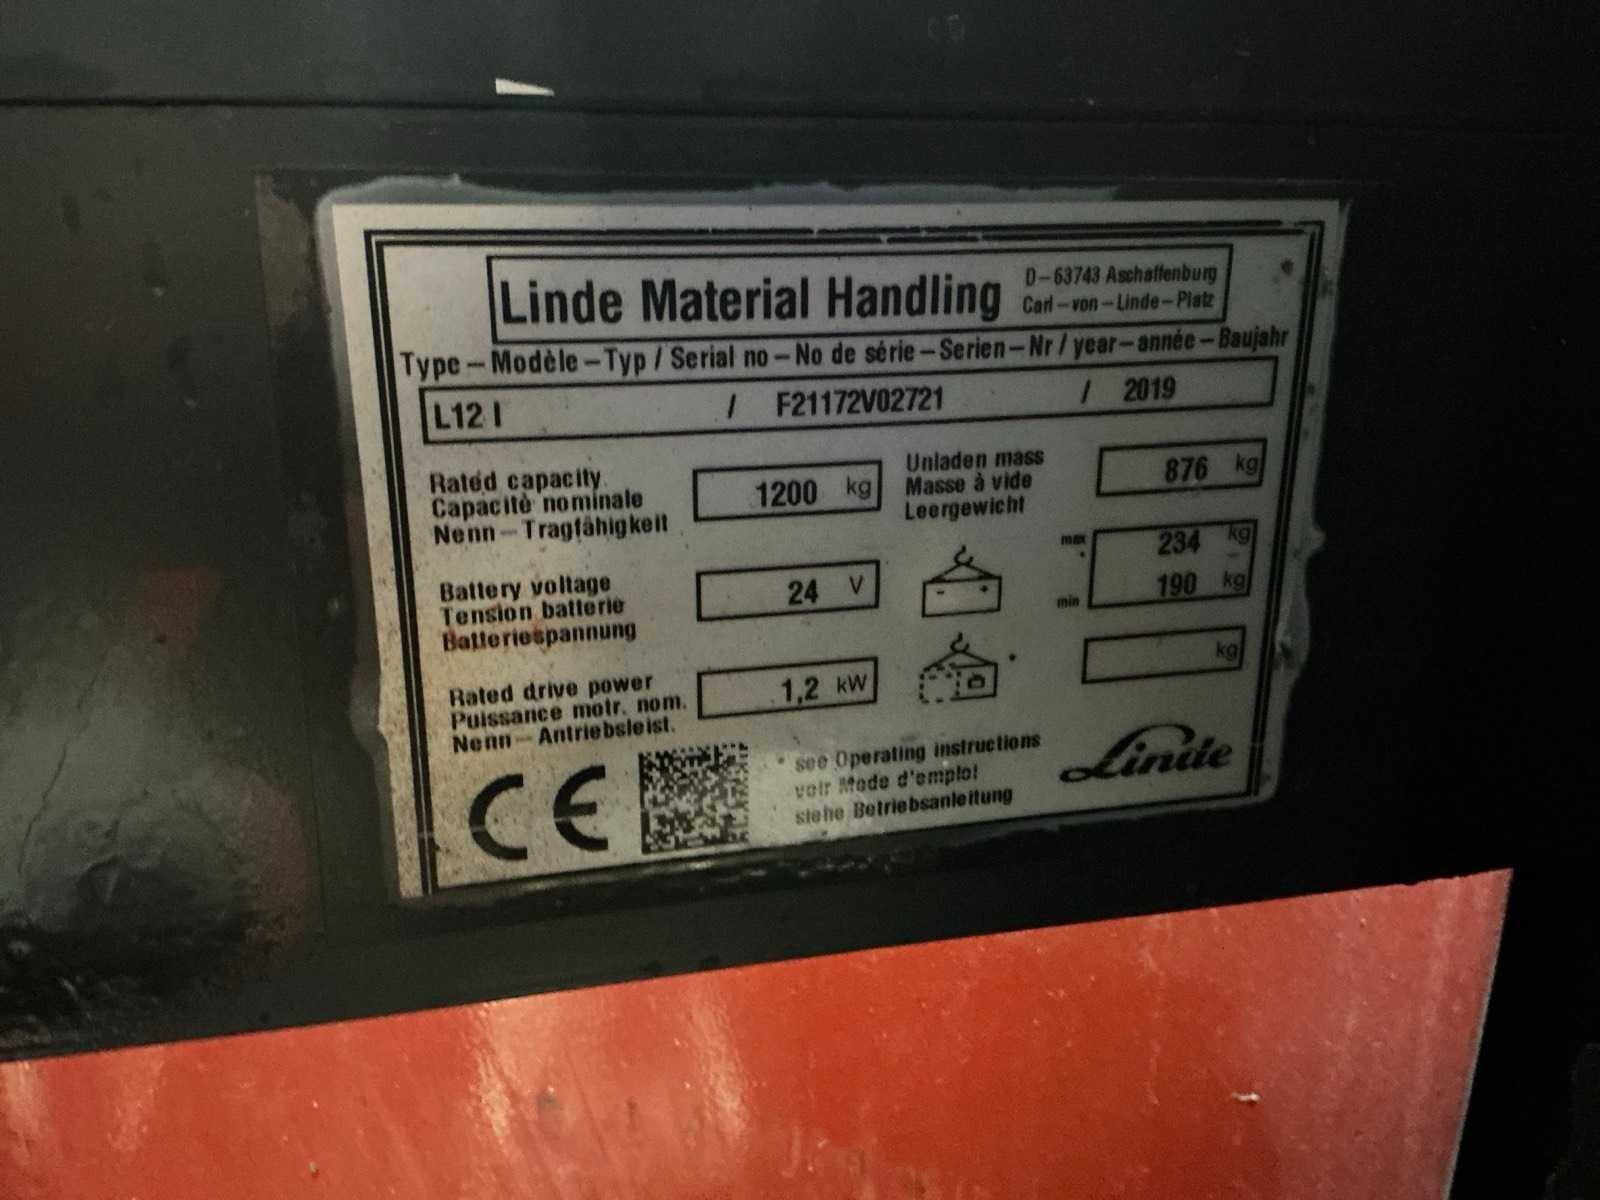 Linde Material Handling
D-63743 Aschaffenburg
Carl-von-Linde-Platz
Type - Modèle - Typ / Serial no - No de série - Serien-Nr / year-année-Baujahr
L12 I / F21172V02721 / 2019
Rated capacity
Capacitè nominale
Nenn-Tragfähigkeit
1200 kg
Unladen mass
Masse à vide
Leergewicht
876 kg
Battery voltage
Tension batterie
Batteriespannung
24 V
- +
max *
234 kg
-
min
190 kg
Rated drive power
Puissance motr. nom.
Nenn-Antriebsleist.
1,2 kW
*
kg
CE
* see Operating instructions
voir Mode d'emploi
siehe Betriebsanleitung
Linde